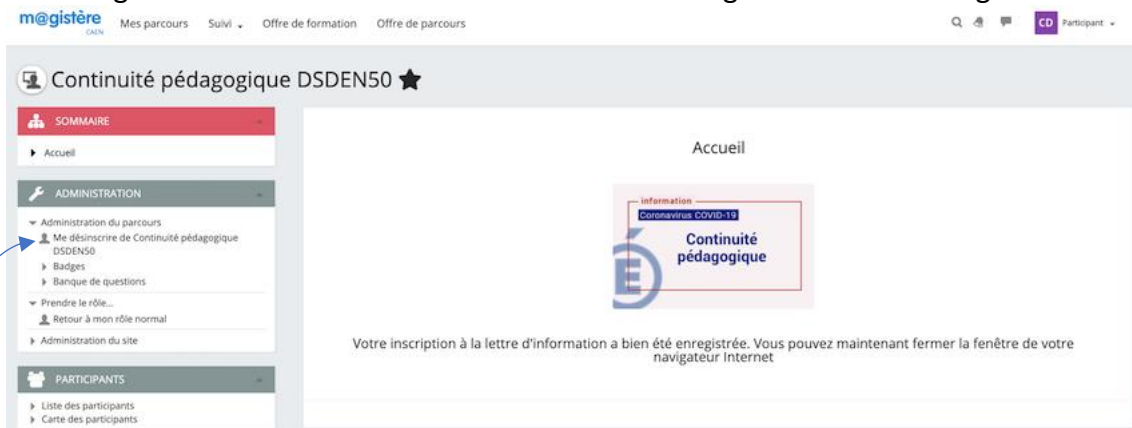 m@gistère
CAEN
Mes parcours Suivi Offre de formation Offre de parcours
CD Participant
Continuité pédagogique DSDEN50
SOMMAIRE
Accueil
ADMINISTRATION
Administration du parcours
Me désinscrire de Continuité pédagogique
DSDEN50
Badges
Banque de questions
Prendre le rôle...
Retour à mon rôle normal
Administration du site
PARTICIPANTS
Liste des participants
Carte des participants
Accueil
information
Coronavirus COVID-19
Continuité
pédagogique
É
Votre inscription à la lettre d'information a bien été enregistrée. Vous pouvez maintenant fermer la fenêtre de votre
navigateur Internet